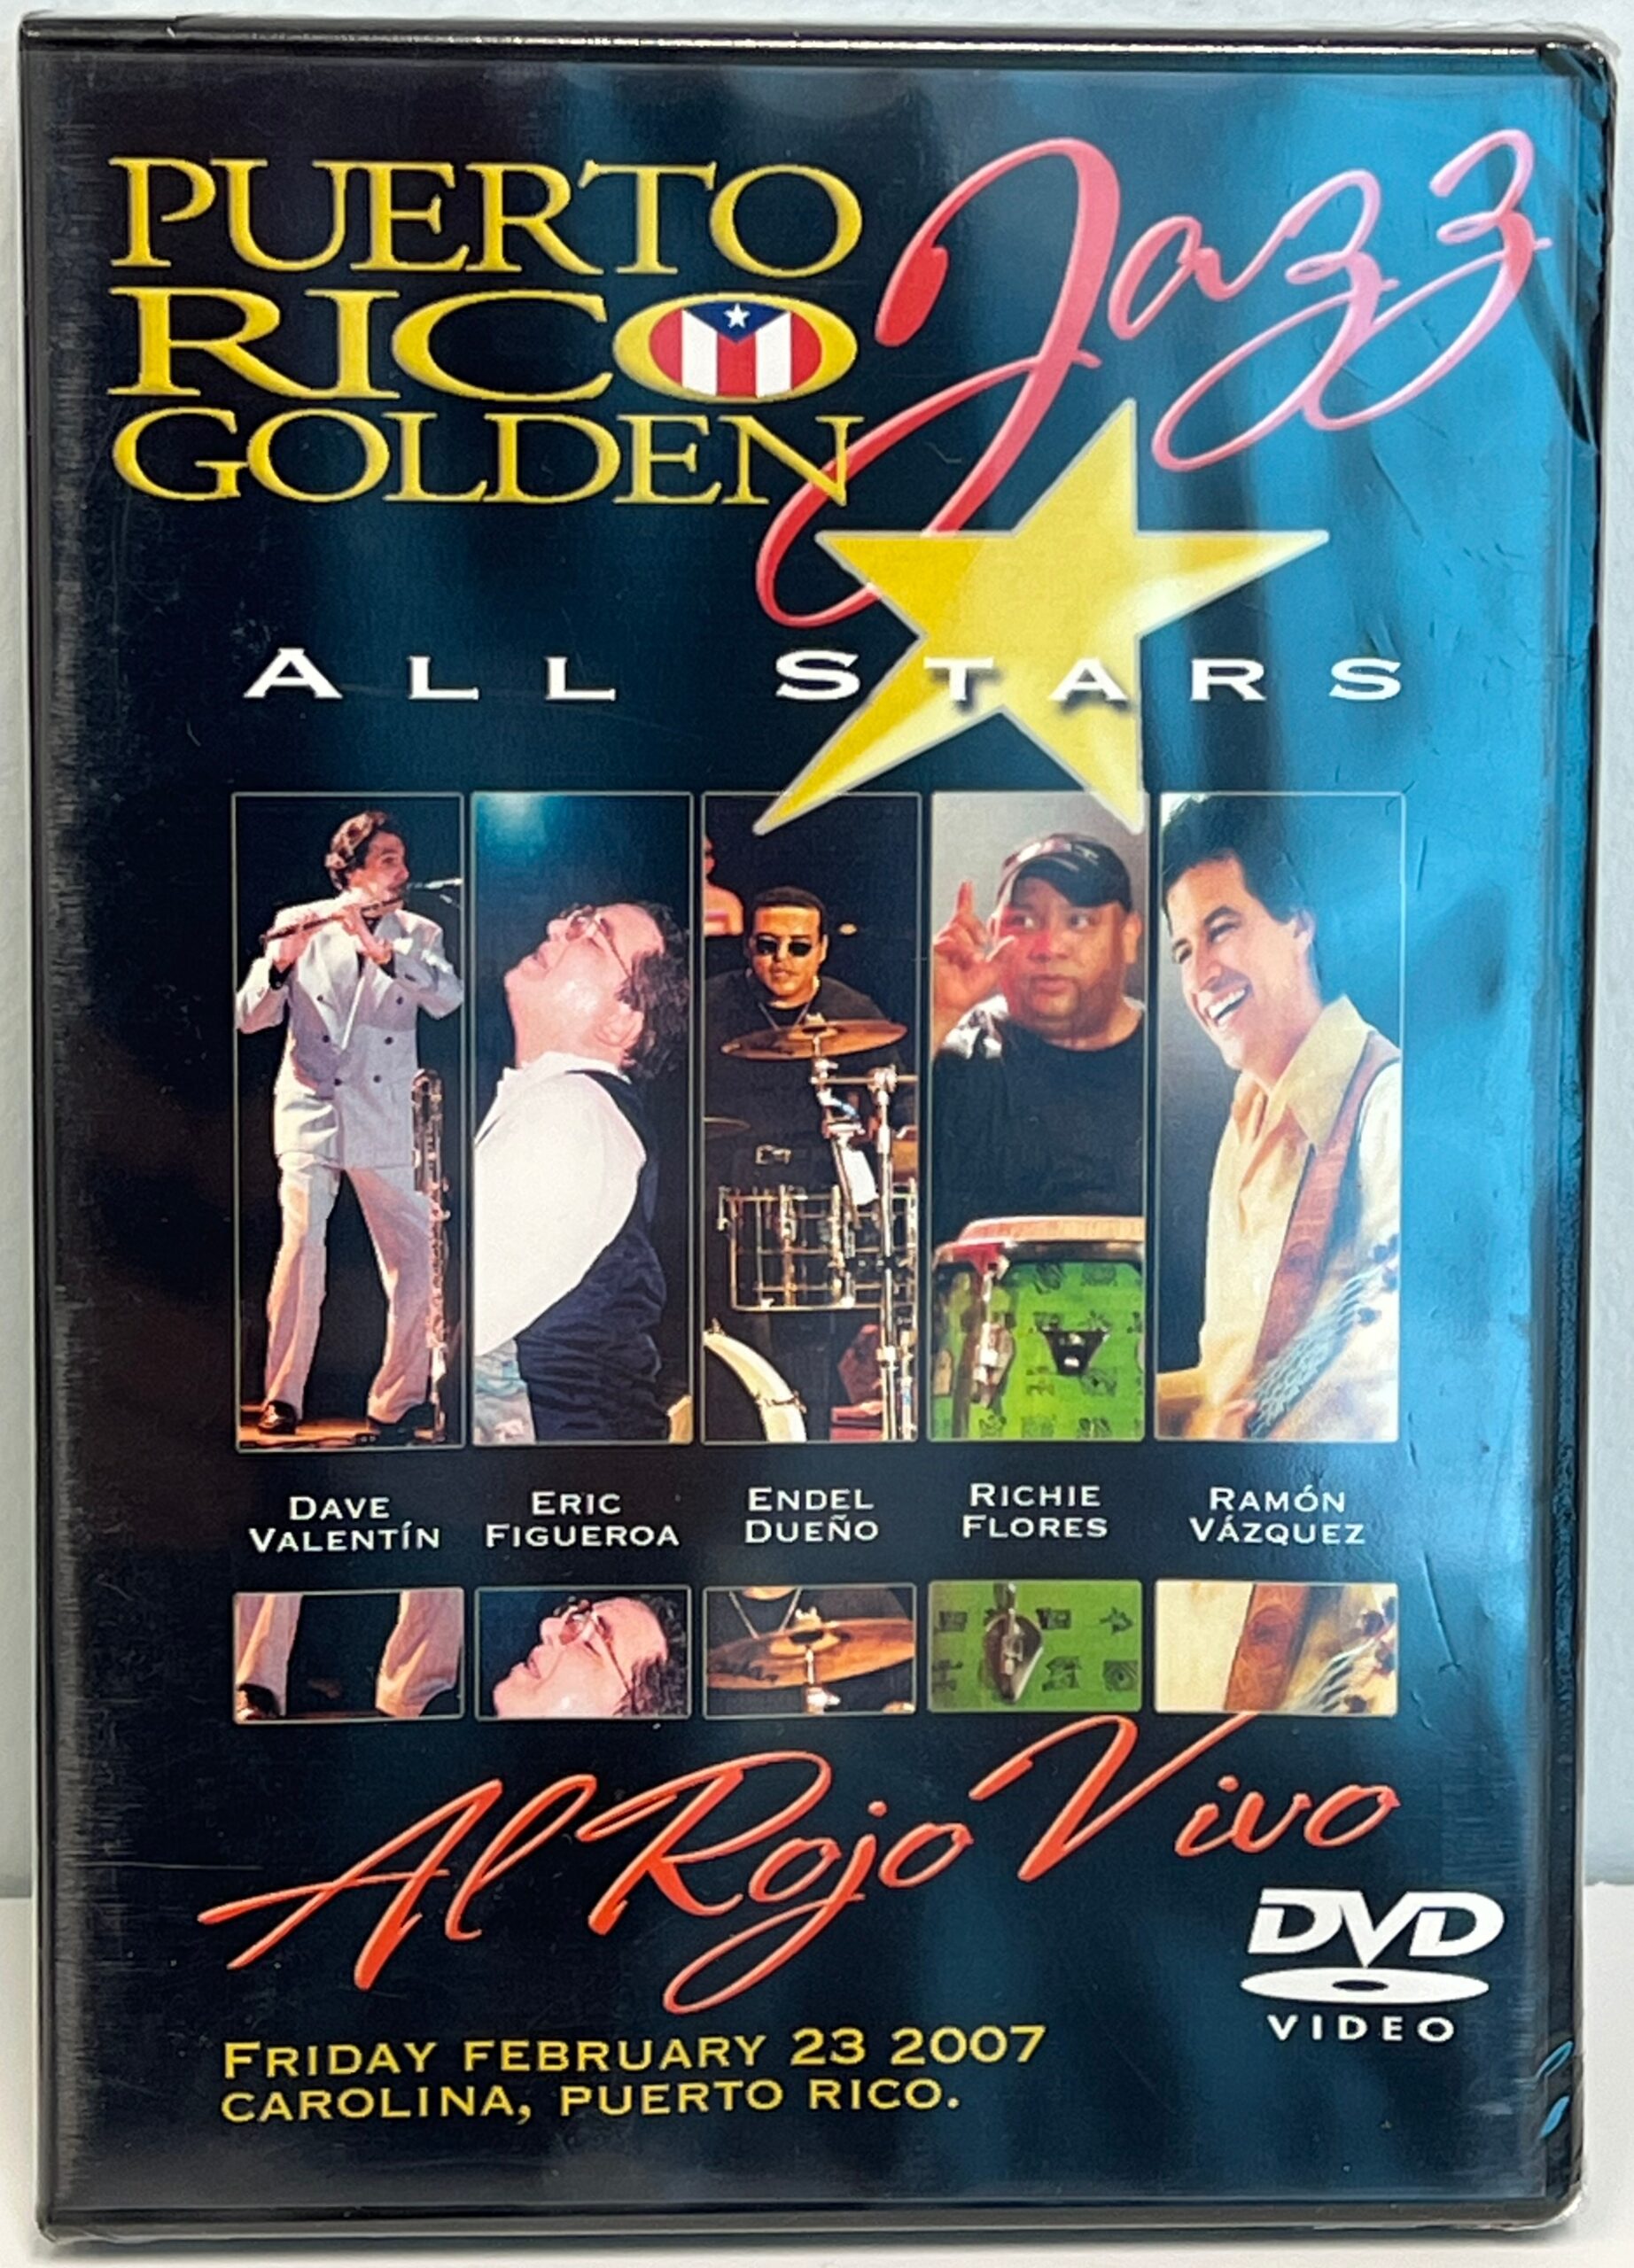 PUERTO
RICO
GOLDEN
Jazz
ALL STARS
DAVE
VALENTÍN
ERIC
FIGUEROA
ENDEL
DUEÑO
RICHIE
FLORES
RAMÓN
VÁZQUEZ
Al Rojo Vivo
DVD
VIDEO
FRIDAY FEBRUARY 23 2007
CAROLINA, PUERTO RICO.